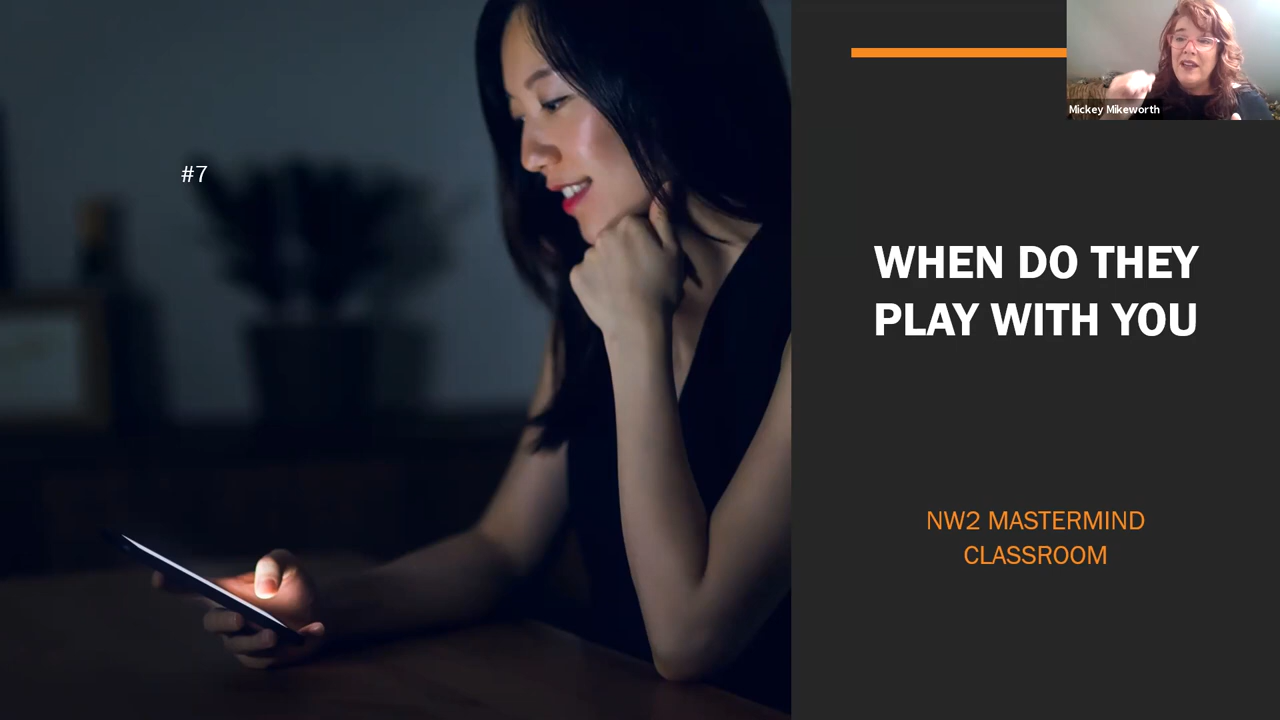 Mickey Mikeworth
#7
WHEN DO THEY
PLAY WITH YOU
NW2 MASTERMIND
CLASSROOM